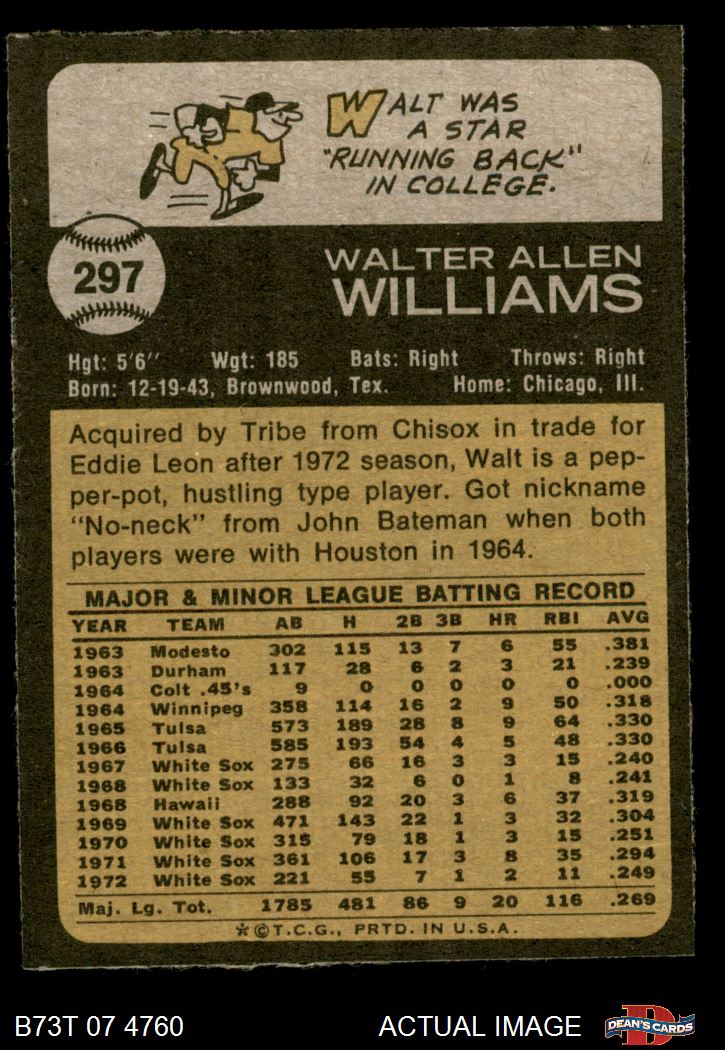 WALT WAS
A STAR
"RUNNING BACK"
IN COLLEGE.
297
WALTER ALLEN
WILLIAMS
Hgt: 5'6" Wgt: 185 Bats: Right Throws: Right
Born: 12-19-43, Brownwood, Tex. Home: Chicago, Ill.
Acquired by Tribe from Chisox in trade for
Eddie Leon after 1972 season, Walt is a pep-
per-pot, hustling type player. Got nickname
"No-neck" from John Bateman when both
players were with Houston in 1964.
MAJOR & MINOR LEAGUE BATTING RECORD
YEAR TEAM AB H 2B 3B HR RBI AVG
1963 Modesto 302 115 13 7 6 55 .381
1963 Durham 117 28 6 2 3 21 .239
1964 Colt .45's 9 0 0 0 0 0 .000
1964 Winnipeg 358 114 16 2 9 50 .318
1965 Tulsa 573 189 28 8 9 64 .330
1966 Tulsa 585 193 54 4 5 48 .330
1967 White Sox 275 66 16 3 3 15 .240
1968 White Sox 133 32 6 0 1 8 .241
1968 Hawaii 288 92 20 3 6 37 .319
1969 White Sox 471 143 22 1 3 32 .304
1970 White Sox 315 79 18 1 3 15 .251
1971 White Sox 361 106 17 3 8 35 .294
1972 White Sox 221 55 7 1 2 11 .249
Maj. Lg. Tot. 1785 481 86 9 20 116 .269
★©T.C.G., PRTD. IN U.S.A.
B73T 07 4760 ACTUAL IMAGE D DEAN'S CARDS